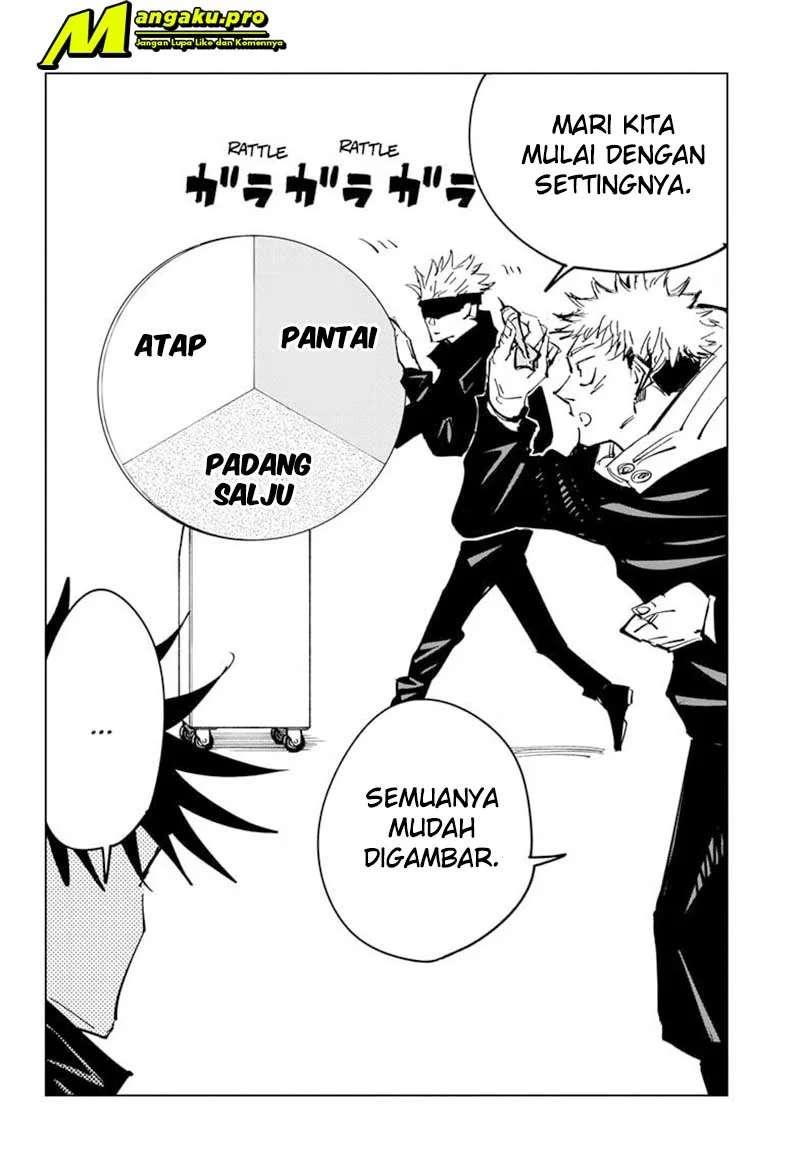 Mangaku.pro
Jangan Lupa Like dan Komennya
MARI KITA
MULAI DENGAN
SETTINGNYA.
RATTLE
RATTLE
ガラガラガラ
ATAP
PANTAI
PADANG
SALJU
...
SEMUANYA
MUDAH
DIGAMBAR.